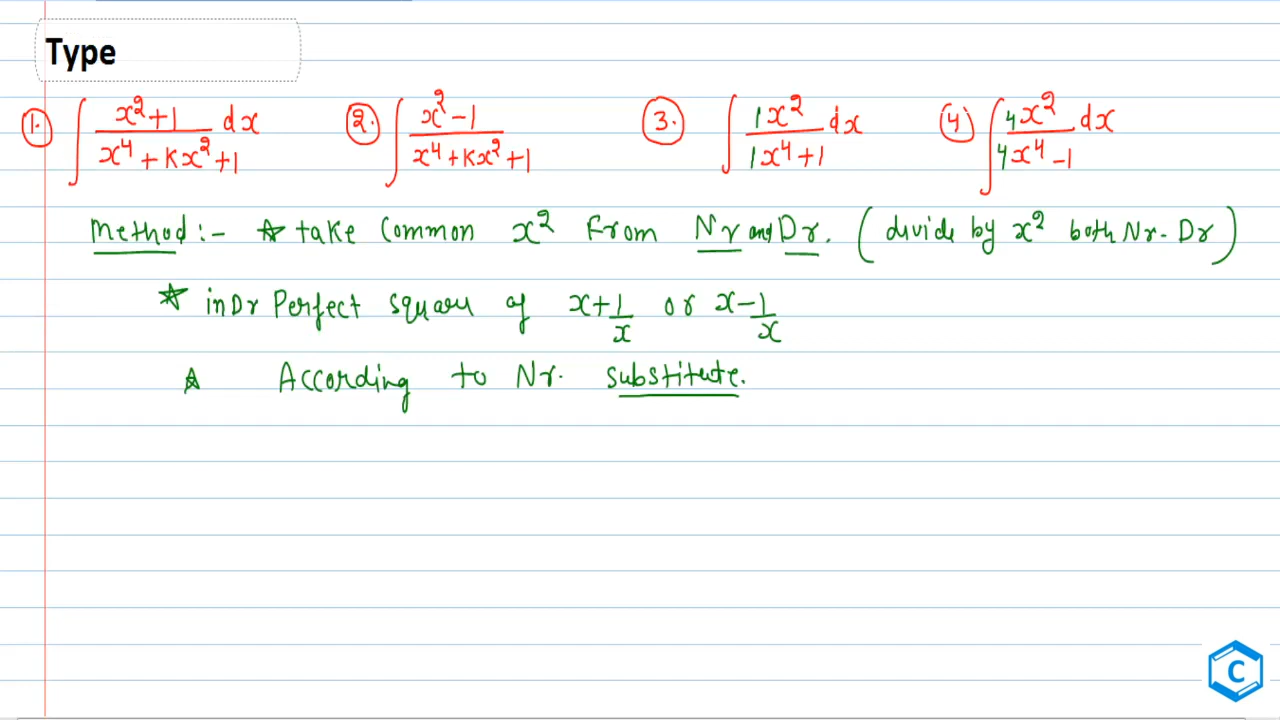 Type
1. ∫ x²+1 / x⁴+Kx²+1 dx  2. ∫ x²-1 / x⁴+Kx²+1  3. ∫ 1x² / 1x⁴+1 dx  4) ∫ 4x² / 4x⁴-1 dx
Method:- ☆ take Common x² From Nr and Dr. (divide by x² both Nr. Dr)
☆ in Dr Perfect square of x+1/x or x-1/x
☆ According to Nr. substitute.
C